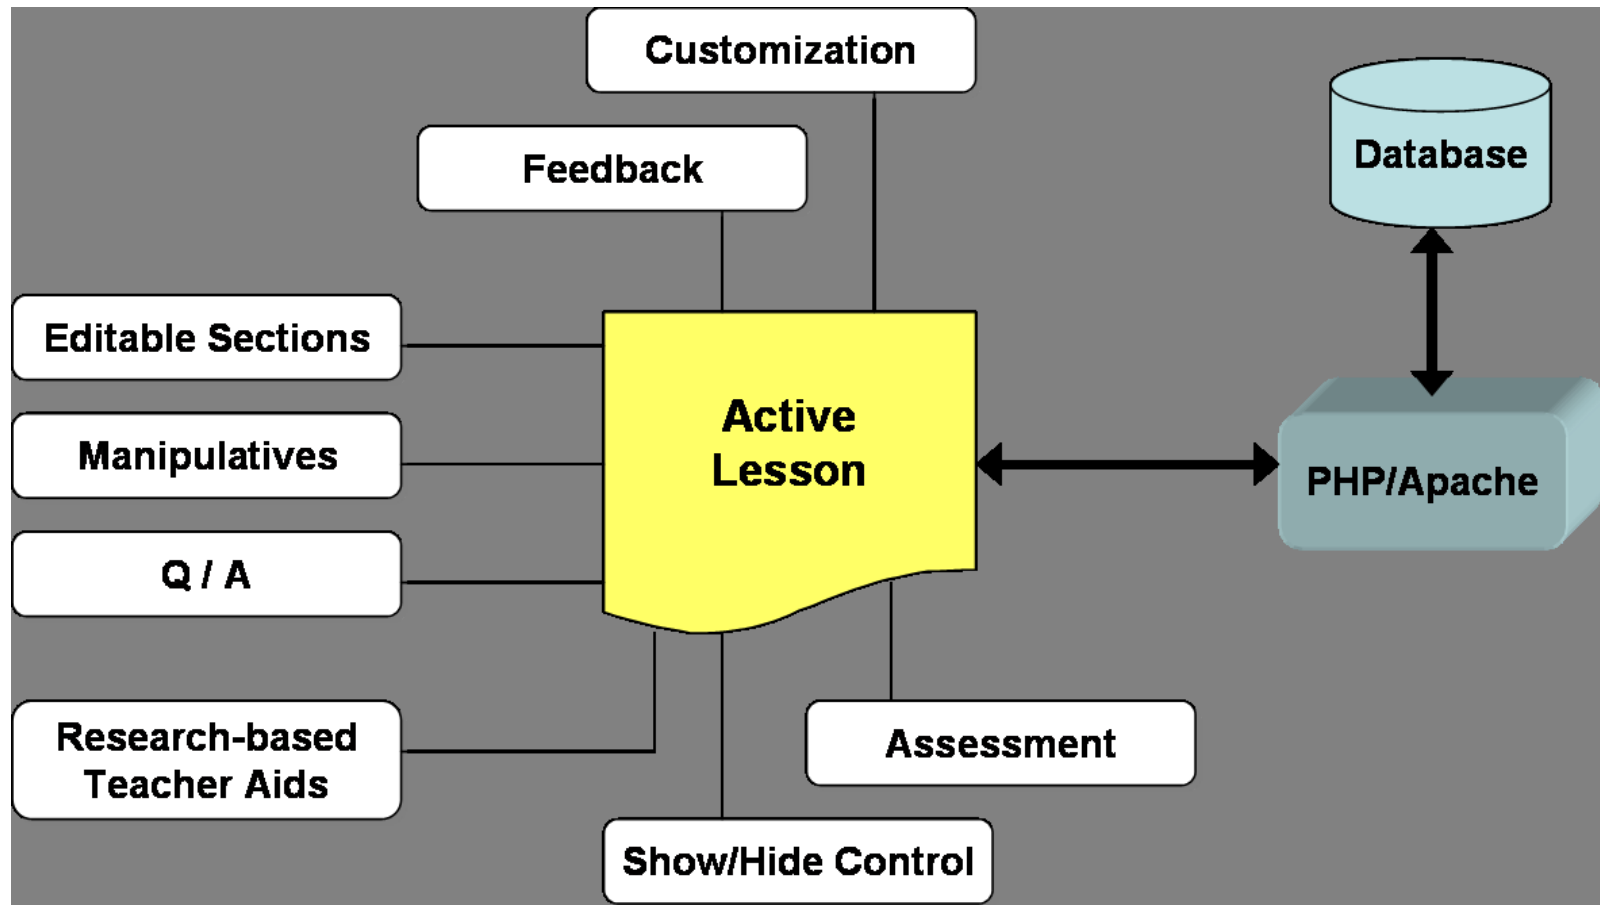 Customization
Feedback
Database
Editable Sections
Active
Lesson
Manipulatives
PHP/Apache
Q / A
Research-based
Teacher Aids
Assessment
Show/Hide Control